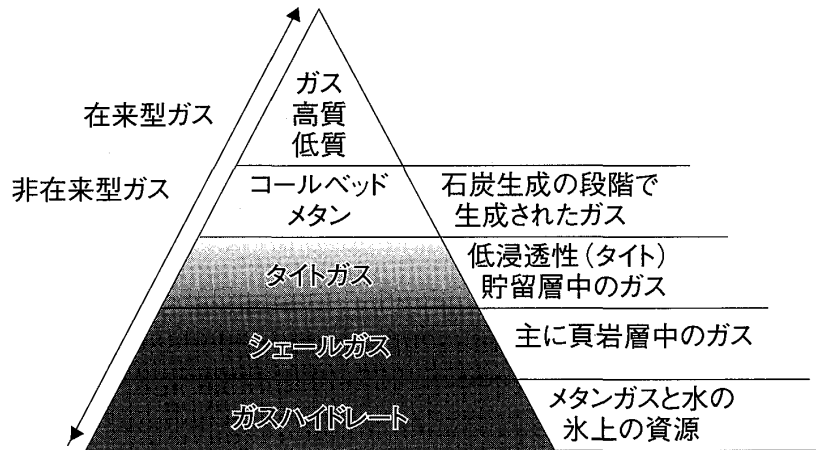 在来型ガス
非在来型ガス
ガス
高質
低質
コールベッド
メタン
石炭生成の段階で
生成されたガス
タイトガス
低浸透性(タイト)
貯留層中のガス
シェールガス
主に頁岩層中のガス
ガスハイドレート
メタンガスと水の
氷上の資源